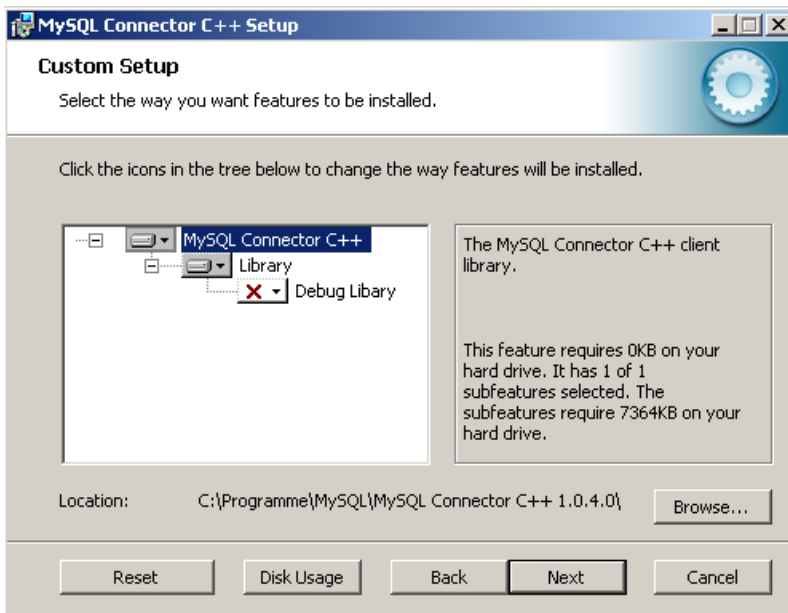 MySQL Connector C++ Setup
Custom Setup
Select the way you want features to be installed.
Click the icons in the tree below to change the way features will be installed.
MySQL Connector C++
Library
Debug Libary
The MySQL Connector C++ client
library.
This feature requires 0KB on your
hard drive. It has 1 of 1
subfeatures selected. The
subfeatures require 7364KB on your
hard drive.
Location: C:\Programme\MySQL\MySQL Connector C++ 1.0.4.0\ Browse...
Reset Disk Usage Back Next Cancel